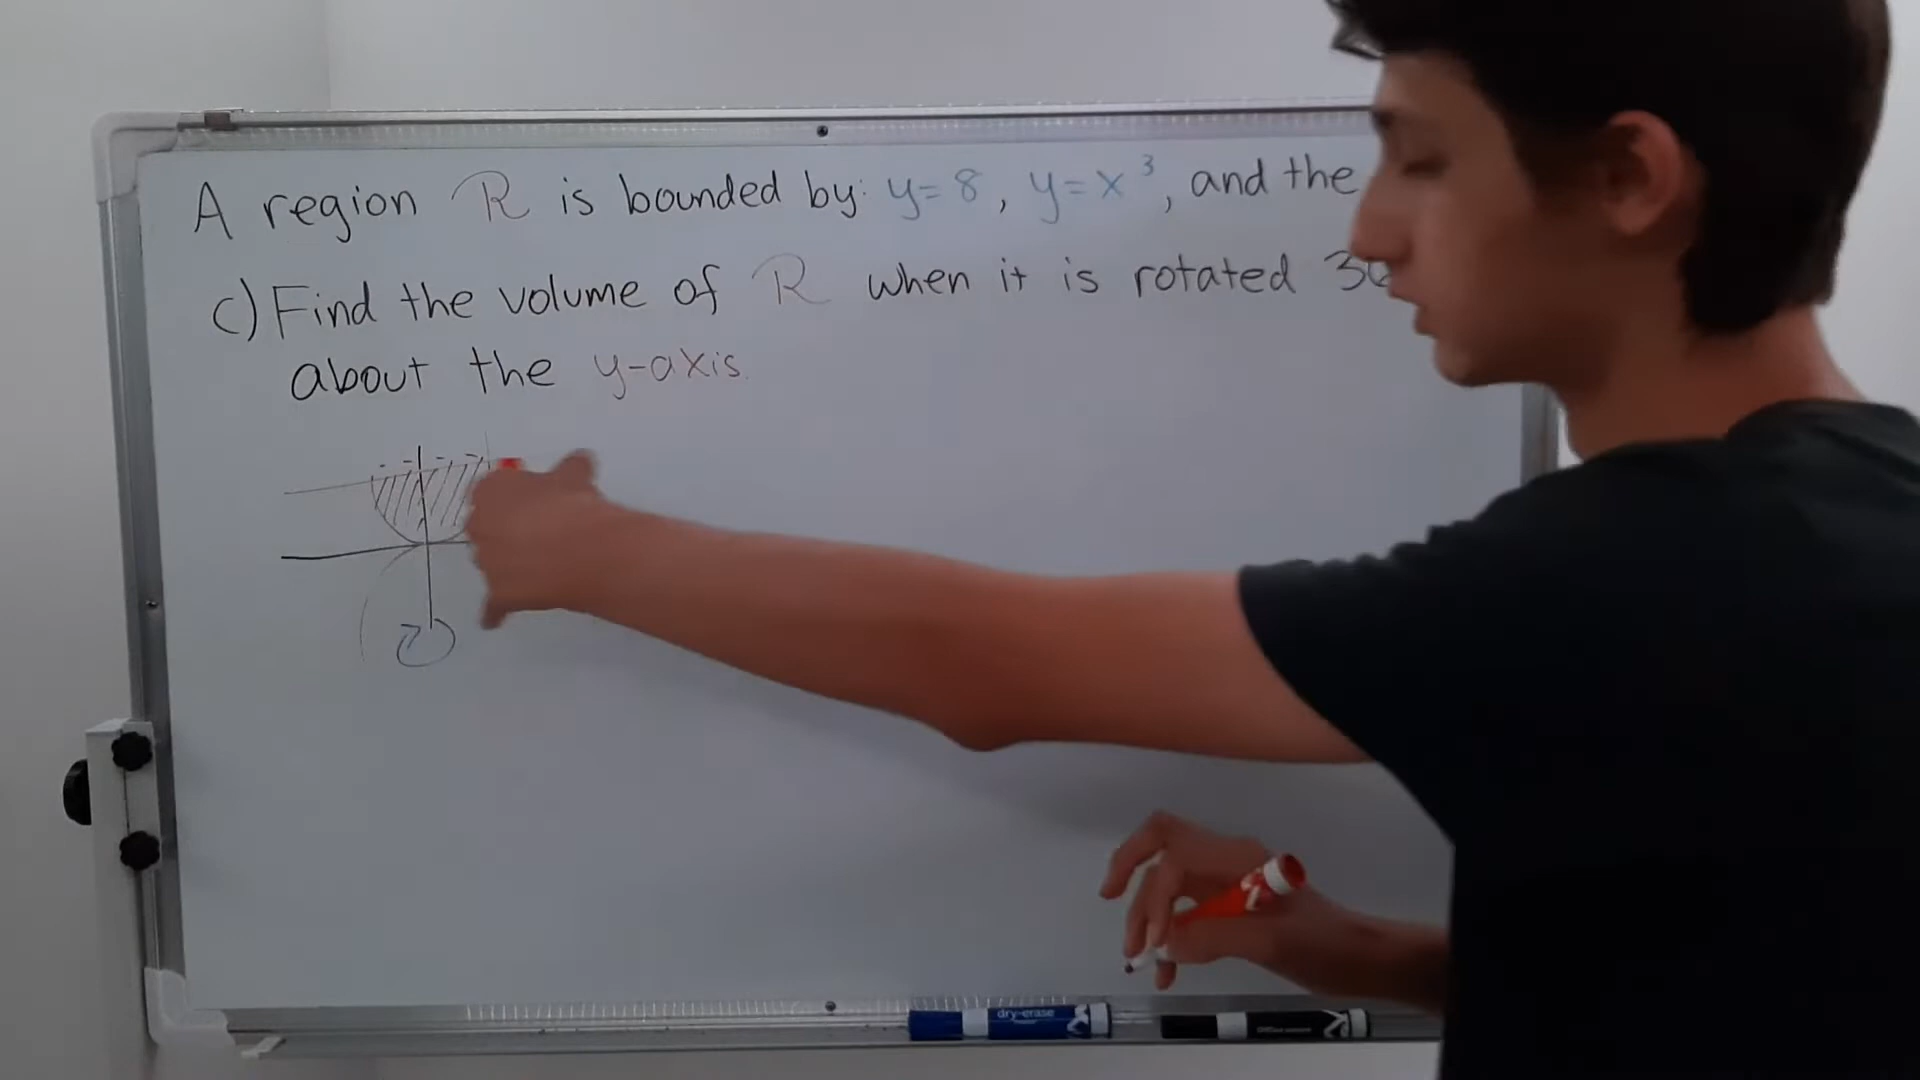 A region R is bounded by: y=8, y=x³, and the
c) Find the volume of R when it is rotated 36
about the y-axis.
dry-erase